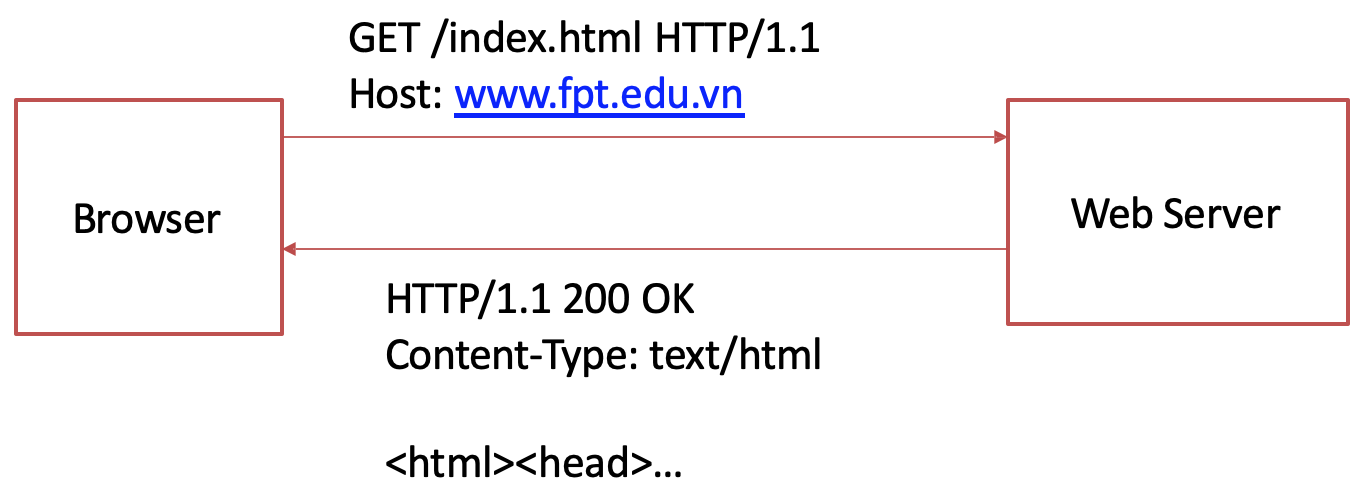 GET /index.html HTTP/1.1
Host: www.fpt.edu.vn
Browser
Web Server
HTTP/1.1 200 OK
Content-Type: text/html
<html><head>...